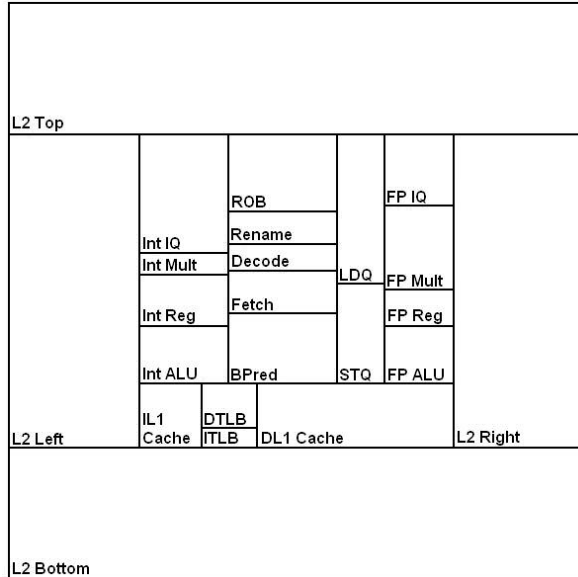 L2 Top
ROB
FP IQ
Rename
Int IQ
Int Mult
Decode
LDQ
FP Mult
Fetch
Int Reg
FP Reg
Int ALU
BPred
STQ
FP ALU
IL1
Cache
DTLB
ITLB
DL1 Cache
L2 Left
L2 Right
L2 Bottom